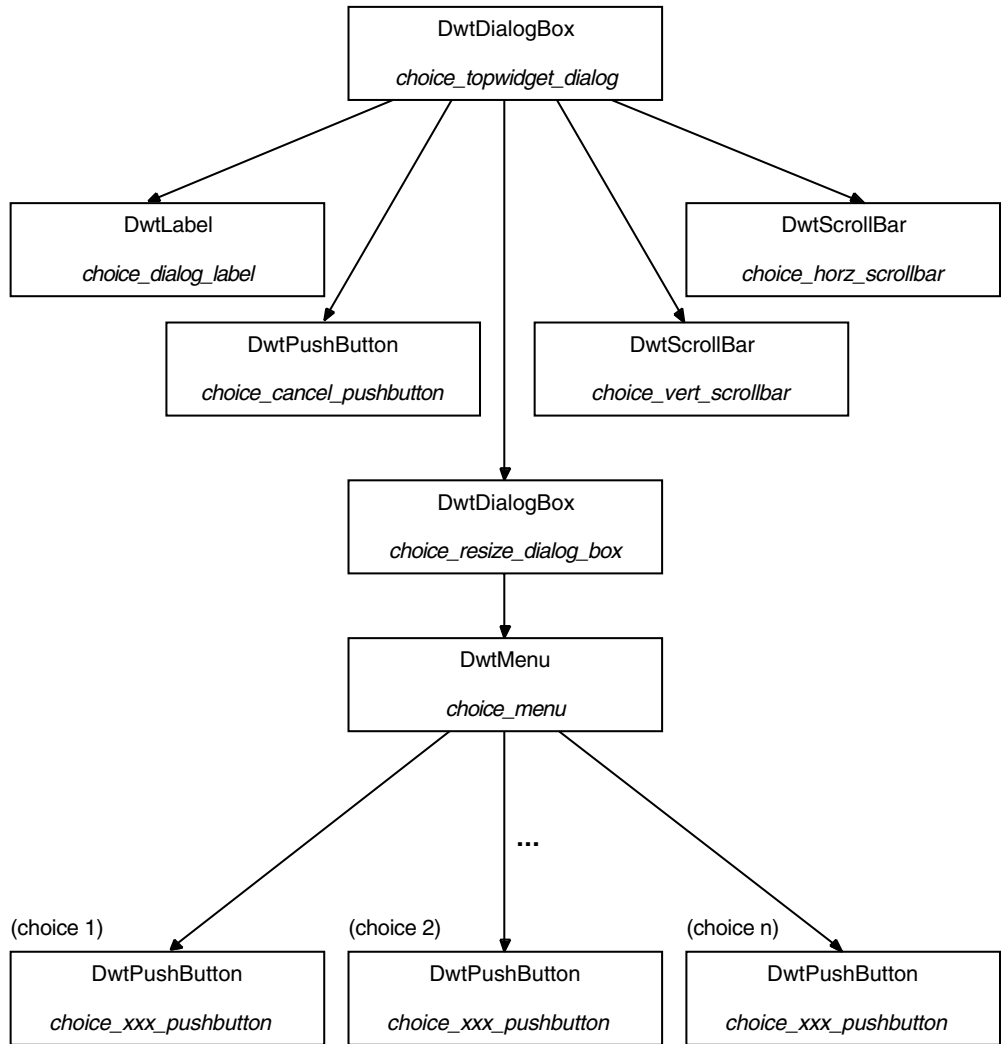 DwtDialogBox
choice_topwidget_dialog
DwtLabel
choice_dialog_label
DwtScrollBar
choice_horz_scrollbar
DwtPushButton
choice_cancel_pushbutton
DwtScrollBar
choice_vert_scrollbar
DwtDialogBox
choice_resize_dialog_box
DwtMenu
choice_menu
...
(choice 1)
DwtPushButton
choice_xxx_pushbutton
(choice 2)
DwtPushButton
choice_xxx_pushbutton
(choice n)
DwtPushButton
choice_xxx_pushbutton